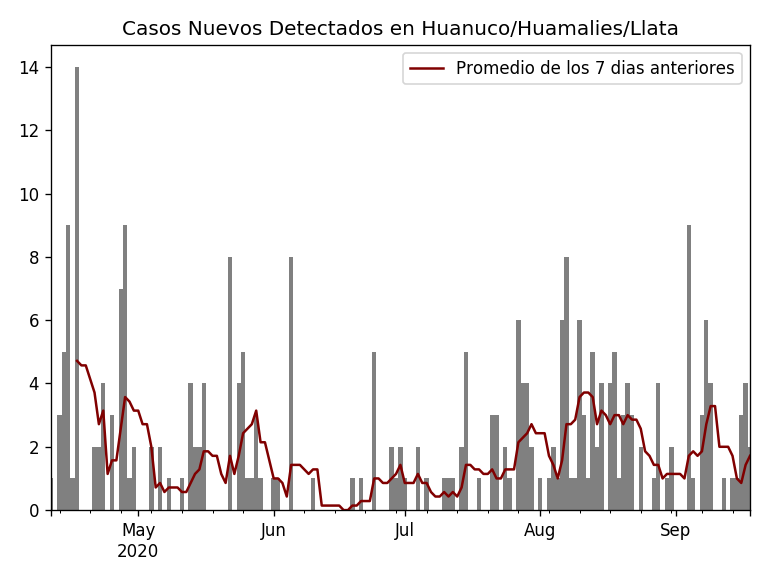 Casos Nuevos Detectados en Huanuco/Huamalies/Llata
Promedio de los 7 dias anteriores
14
12
10
8
6
4
2
0
May
2020
Jun
Jul
Aug
Sep